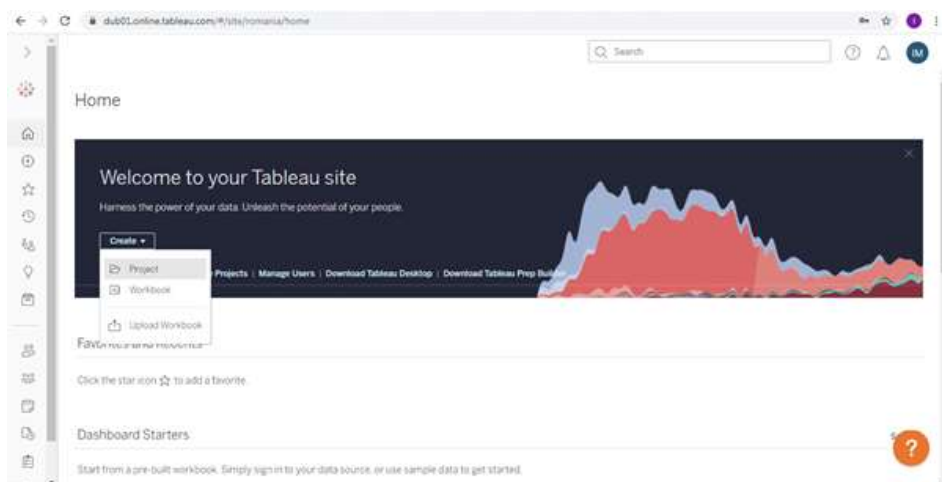 dub01.online.tableau.com/#/site/romania/home
Search
IM
Home
Welcome to your Tableau site
Harness the power of your data. Unleash the potential of your people.
Create
Project
Projects | Manage Users | Download Tableau Desktop | Download Tableau Prep Builder
Workbook
Upload Workbook
Favorites and Recents
Click the star icon to add a favorite.
Dashboard Starters
Start from a pre-built workbook. Simply sign in to your data source, or use sample data to get started.
?